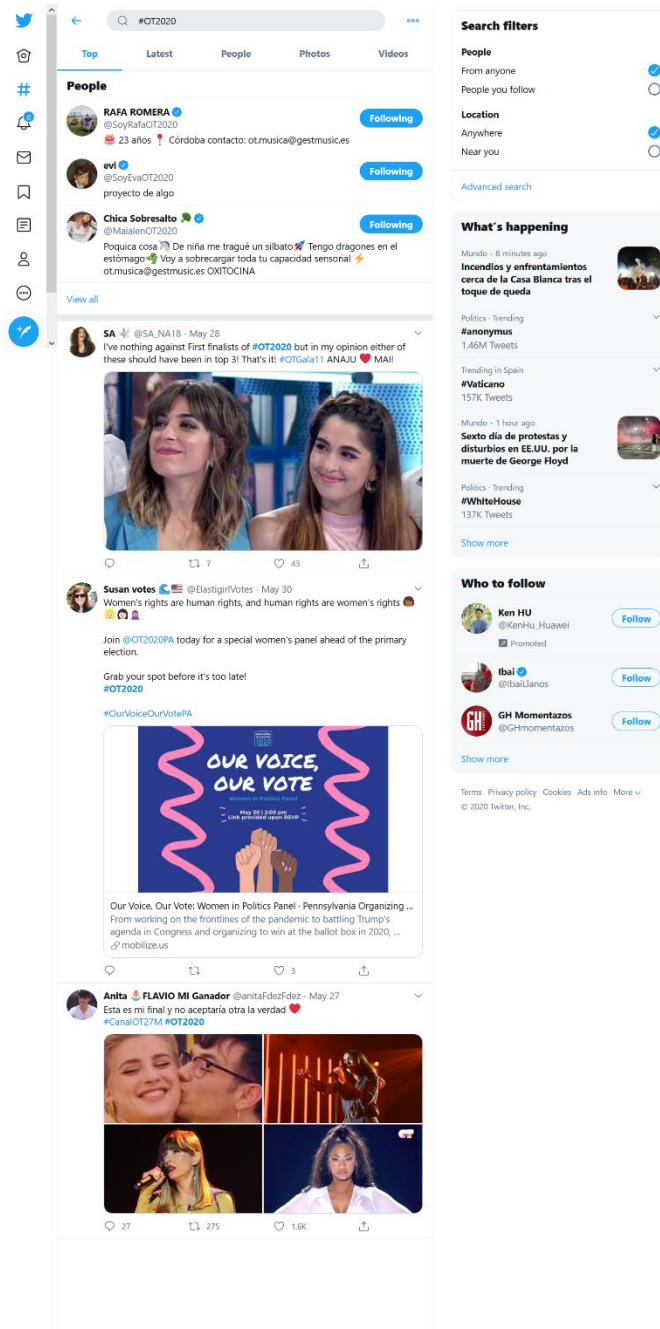 #OT2020
Top Latest People Photos Videos
People
RAFA ROMERA
@SoyRafaOT2020
Following
23 años Córdoba contacto: ot.musica@gestmusic.es
evi
@SoyEvaOT2020
Following
proyecto de algo
Chica Sobresalto
@MaialenOT2020
Following
Poquica cosa De niña me tragué un silbato Tengo dragones en el
estómago Voy a sobrecargar toda tu capacidad sensorial
ot.musica@gestmusic.es OXITOCINA
View all
SA @SA_NA18 · May 28
I've nothing against First finalists of #OT2020 but in my opinion either of
these should have been in top 3! That's it! #OTGala11 ANAJU ❤ MAI!
7 43
Susan votes @ElastigirlVotes · May 30
Women's rights are human rights, and human rights are women's rights
Join @OT2020PA today for a special women's panel ahead of the primary
election.
Grab your spot before it's too late!
#OT2020
#OurVoiceOurVotePA
OUR VOICE,
OUR VOTE
Women in Politics Panel
May 30 | 2:00 pm
Link provided upon RSVP
Our Voice, Our Vote: Women in Politics Panel · Pennsylvania Organizing ...
From working on the frontlines of the pandemic to battling Trump's
agenda in Congress and organizing to win at the ballot box in 2020, ...
mobilize.us
3
Anita FLAVIO MI Ganador @anitaFdezFdez · May 27
Esta es mi final y no aceptaría otra la verdad ❤
#CanalOT27M #OT2020
27 275 1.6K
Search filters
People
From anyone
People you follow
Location
Anywhere
Near you
Advanced search
What´s happening
Mundo · 8 minutes ago
Incendios y enfrentamientos
cerca de la Casa Blanca tras el
toque de queda
Politics · Trending
#anonymus
1.46M Tweets
Trending in Spain
#Vaticano
157K Tweets
Mundo · 1 hour ago
Sexto día de protestas y
disturbios en EE.UU. por la
muerte de George Floyd
Politics · Trending
#WhiteHouse
137K Tweets
Show more
Who to follow
Ken HU
@KenHu_Huawei
Follow
Promoted
Ibai
@IbaiLlanos
Follow
GH
GH Momentazos
@GHmomentazos
Follow
Show more
Terms Privacy policy Cookies Ads info More
© 2020 Twitter, Inc.